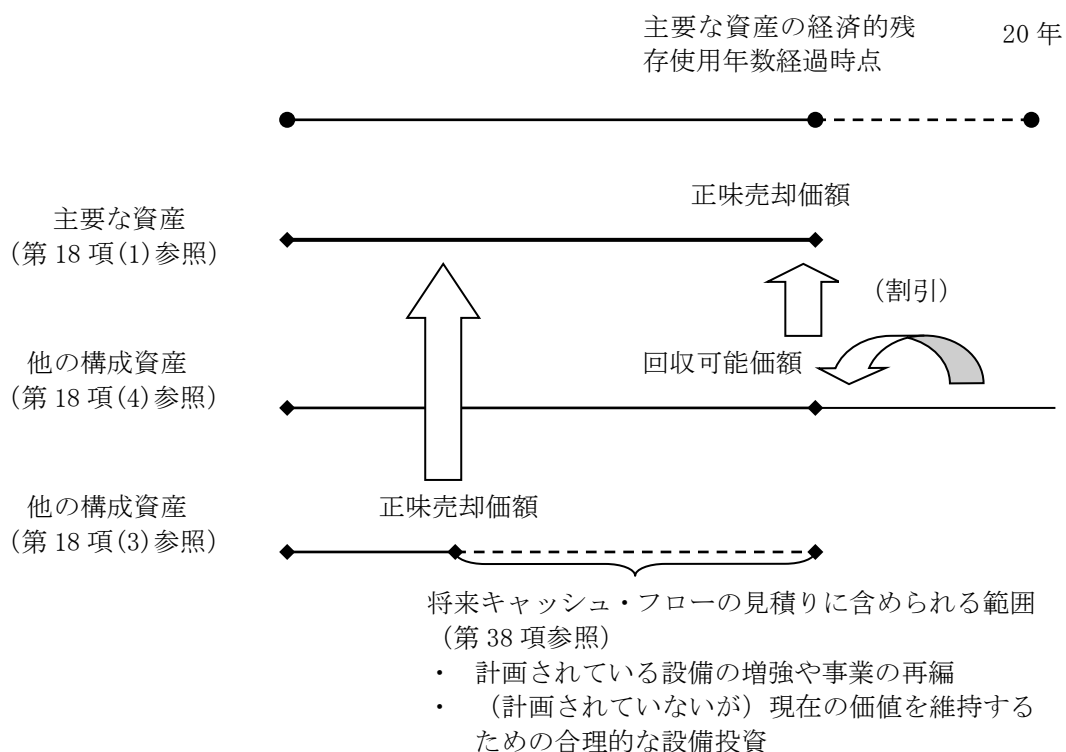 主要な資産の経済的残
存使用年数経過時点
20 年
正味売却価額
主要な資産
(第 18 項(1)参照)
(割引)
他の構成資産
(第 18 項(4)参照)
回収可能価額
他の構成資産
(第 18 項(3)参照)
正味売却価額
将来キャッシュ・フローの見積りに含められる範囲
(第 38 項参照)
・ 計画されている設備の増強や事業の再編
・ (計画されていないが)現在の価値を維持する
ための合理的な設備投資